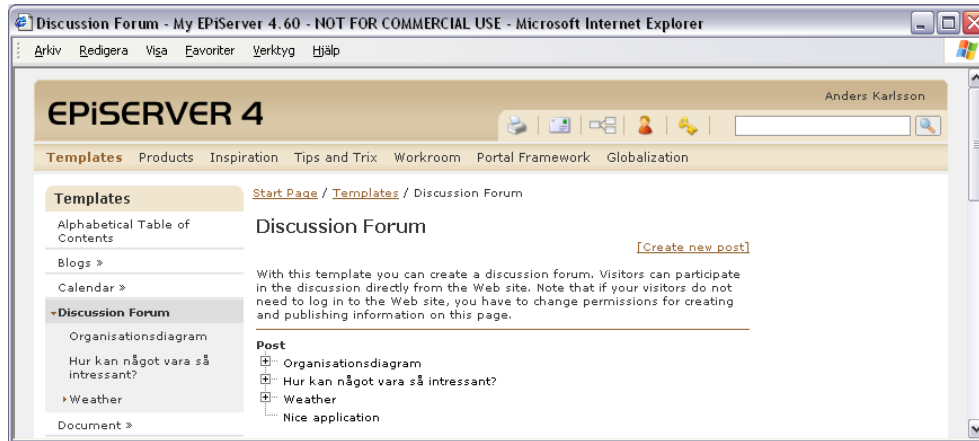 Discussion Forum - My EPiServer 4.60 - NOT FOR COMMERCIAL USE - Microsoft Internet Explorer
Arkiv Redigera Visa Favoriter Verktyg Hjälp
Anders Karlsson
EPiSERVER 4
Templates Products Inspiration Tips and Trix Workroom Portal Framework Globalization
Templates
Alphabetical Table of
Contents
Blogs »
Calendar »
Discussion Forum
Organisationsdiagram
Hur kan något vara så
intressant?
Weather
Document »
Start Page / Templates / Discussion Forum
Discussion Forum
[Create new post]
With this template you can create a discussion forum. Visitors can participate
in the discussion directly from the Web site. Note that if your visitors do not
need to log in to the Web site, you have to change permissions for creating
and publishing information on this page.
Post
Organisationsdiagram
Hur kan något vara så intressant?
Weather
Nice application